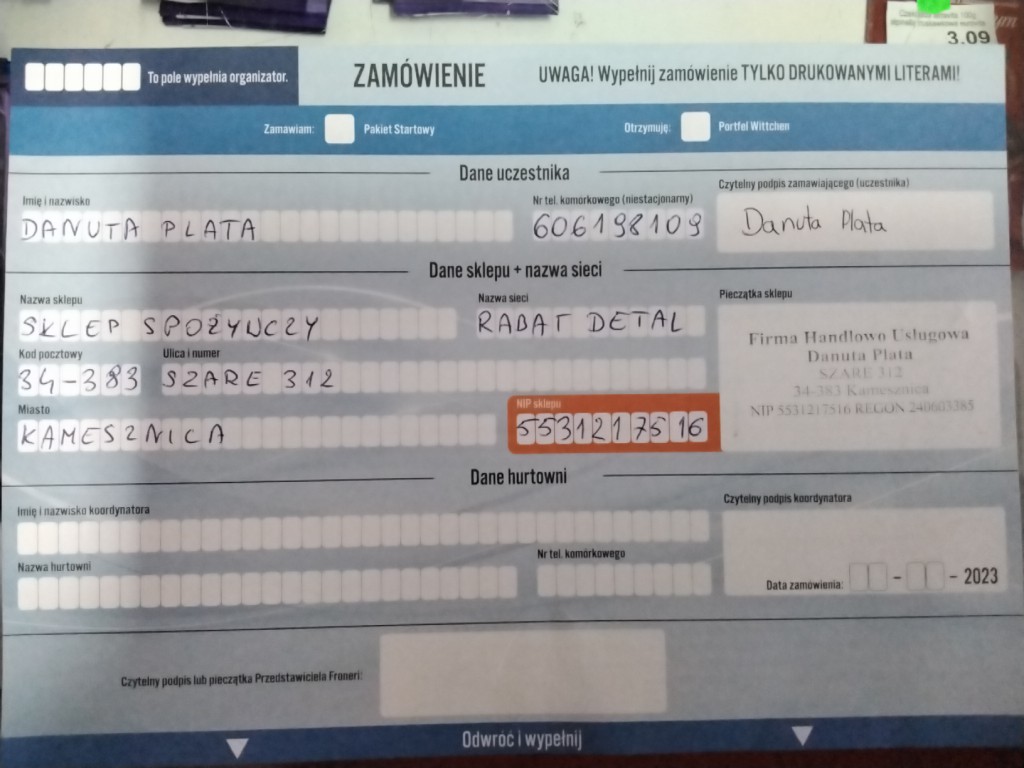 3.09
To pole wypełnia organizator.
ZAMÓWIENIE
UWAGA! Wypełnij zamówienie TYLKO DRUKOWANYMI LITERAMI!
Zamawiam: Pakiet Startowy
Otrzymuję: Portfel Wittchen
Dane uczestnika
Imię i nazwisko
DANUTA PLATA
Nr tel. komórkowego (niestacjonarny)
606198109
Czytelny podpis zamawiającego (uczestnika)
Danuta Plata
Dane sklepu + nazwa sieci
Nazwa sklepu
SKLEP SPOŻYWCZY
Nazwa sieci
RABAT DETAL
Pieczątka sklepu
Firma Handlowo Usługowa
Danuta Plata
SZARE 312
34-383 Kamesznica
NIP 5531217516 REGON 240603385
Kod pocztowy
34-383
Ulica i numer
SZARE 312
Miasto
KAMESZNICA
NIP sklepu
5531217516
Dane hurtowni
Imię i nazwisko koordynatora
Czytelny podpis koordynatora
Nazwa hurtowni
Nr tel. komórkowego
Data zamówienia: - - 2023
Czytelny podpis lub pieczątka Przedstawiciela Froneri:
Odwróć i wypełnij